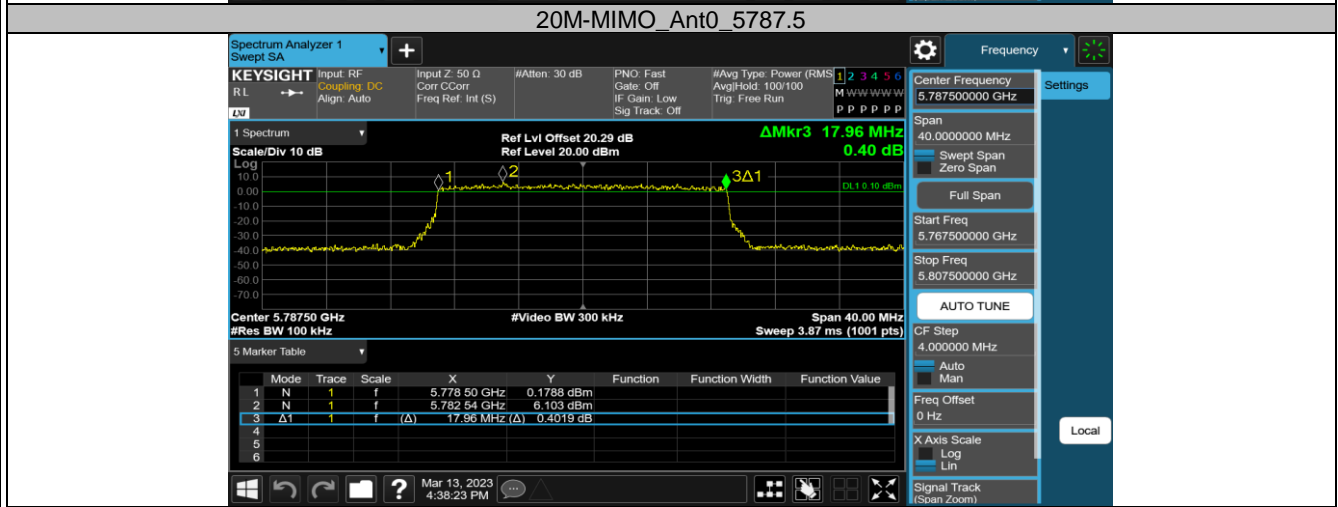 20M-MIMO_Ant0_5787.5
Spectrum Analyzer 1
Swept SA
+
Frequency
KEYSIGHT
R L
LXI
Input: RF
Coupling: DC
Align: Auto
Input Z: 50 Ω
Corr CCorr
Freq Ref: Int (S)
#Atten: 30 dB
PNO: Fast
Gate: Off
IF Gain: Low
Sig Track: Off
#Avg Type: Power (RMS
Avg|Hold: 100/100
Trig: Free Run
1 2 3 4 5 6
M W W W W W
P P P P P P
1 Spectrum
Scale/Div 10 dB
Ref Lvl Offset 20.29 dB
Ref Level 20.00 dBm
ΔMkr3 17.96 MHz
0.40 dB
Log
10.0
0.00
-10.0
-20.0
-30.0
-40.0
-50.0
-60.0
-70.0
1
2
3Δ1
DL1 0.10 dBm
Center 5.78750 GHz
#Video BW 300 kHz
Span 40.00 MHz
#Res BW 100 kHz
Sweep 3.87 ms (1001 pts)
5 Marker Table
Mode Trace Scale X Y Function Function Width Function Value
1 N 1 f 5.778 50 GHz 0.1788 dBm
2 N 1 f 5.782 54 GHz 6.103 dBm
3 Δ1 1 f (Δ) 17.96 MHz (Δ) 0.4019 dB
4
5
6
?
Mar 13, 2023
4:38:23 PM
Center Frequency
5.787500000 GHz
Span
40.0000000 MHz
Swept Span
Zero Span
Full Span
Start Freq
5.767500000 GHz
Stop Freq
5.807500000 GHz
AUTO TUNE
CF Step
4.000000 MHz
Auto
Man
Freq Offset
0 Hz
X Axis Scale
Log
Lin
Signal Track
(Span Zoom)
Settings
Local